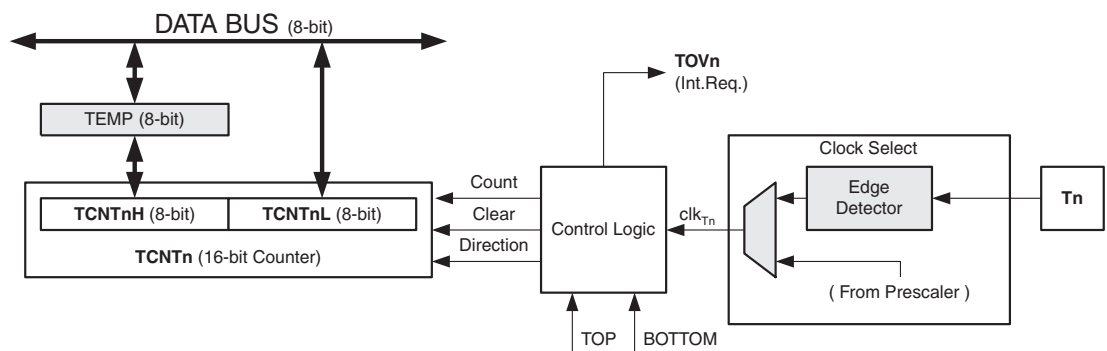 DATA BUS (8-bit)
TOVn
(Int.Req.)
TEMP (8-bit)
Clock Select
Count
Edge
Detector
Tn
TCNTnH (8-bit)
TCNTnL (8-bit)
Clear
Control Logic
clkTn
TCNTn (16-bit Counter)
Direction
( From Prescaler )
TOP
BOTTOM